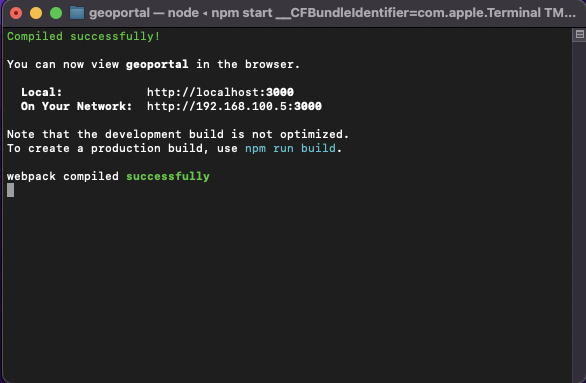 geoportal — node ◂ npm start __CFBundleIdentifier=com.apple.Terminal TM...
Compiled successfully!
You can now view geoportal in the browser.
Local: http://localhost:3000
On Your Network: http://192.168.100.5:3000
Note that the development build is not optimized.
To create a production build, use npm run build.
webpack compiled successfully